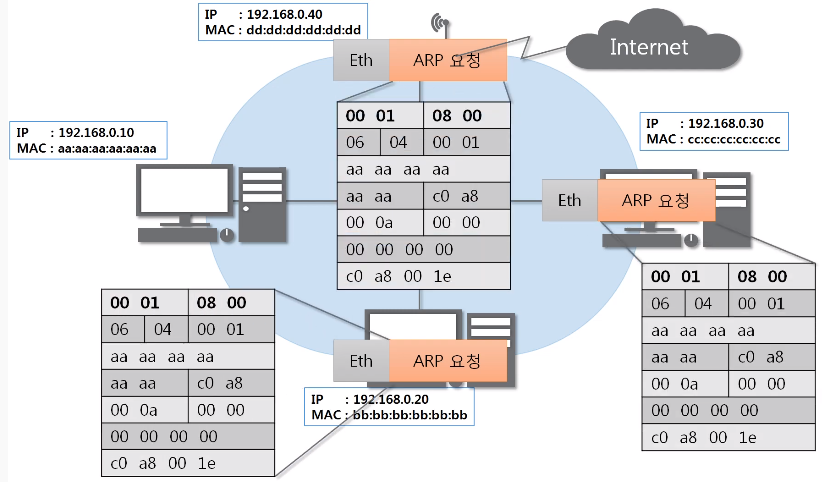 IP : 192.168.0.40
MAC : dd:dd:dd:dd:dd:dd
Eth ARP 요청
Internet
IP : 192.168.0.10
MAC : aa:aa:aa:aa:aa:aa
00 01 08 00
06 04 00 01
aa aa aa aa
aa aa c0 a8
00 0a 00 00
00 00 00 00
c0 a8 00 1e
IP : 192.168.0.30
MAC : cc:cc:cc:cc:cc:cc
Eth ARP 요청
00 01 08 00
06 04 00 01
aa aa aa aa
aa aa c0 a8
00 0a 00 00
00 00 00 00
c0 a8 00 1e
Eth ARP 요청
IP : 192.168.0.20
MAC : bb:bb:bb:bb:bb:bb
00 01 08 00
06 04 00 01
aa aa aa aa
aa aa c0 a8
00 0a 00 00
00 00 00 00
c0 a8 00 1e